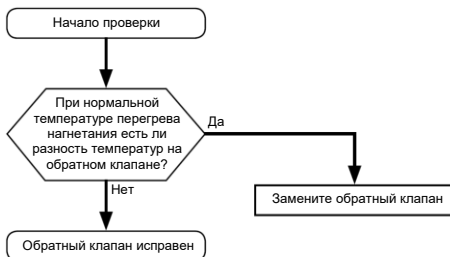 Начало проверки
При нормальной
температуре перегрева
нагнетания есть ли
разность температур на
обратном клапане?
Да
Нет
Замените обратный клапан
Обратный клапан исправен